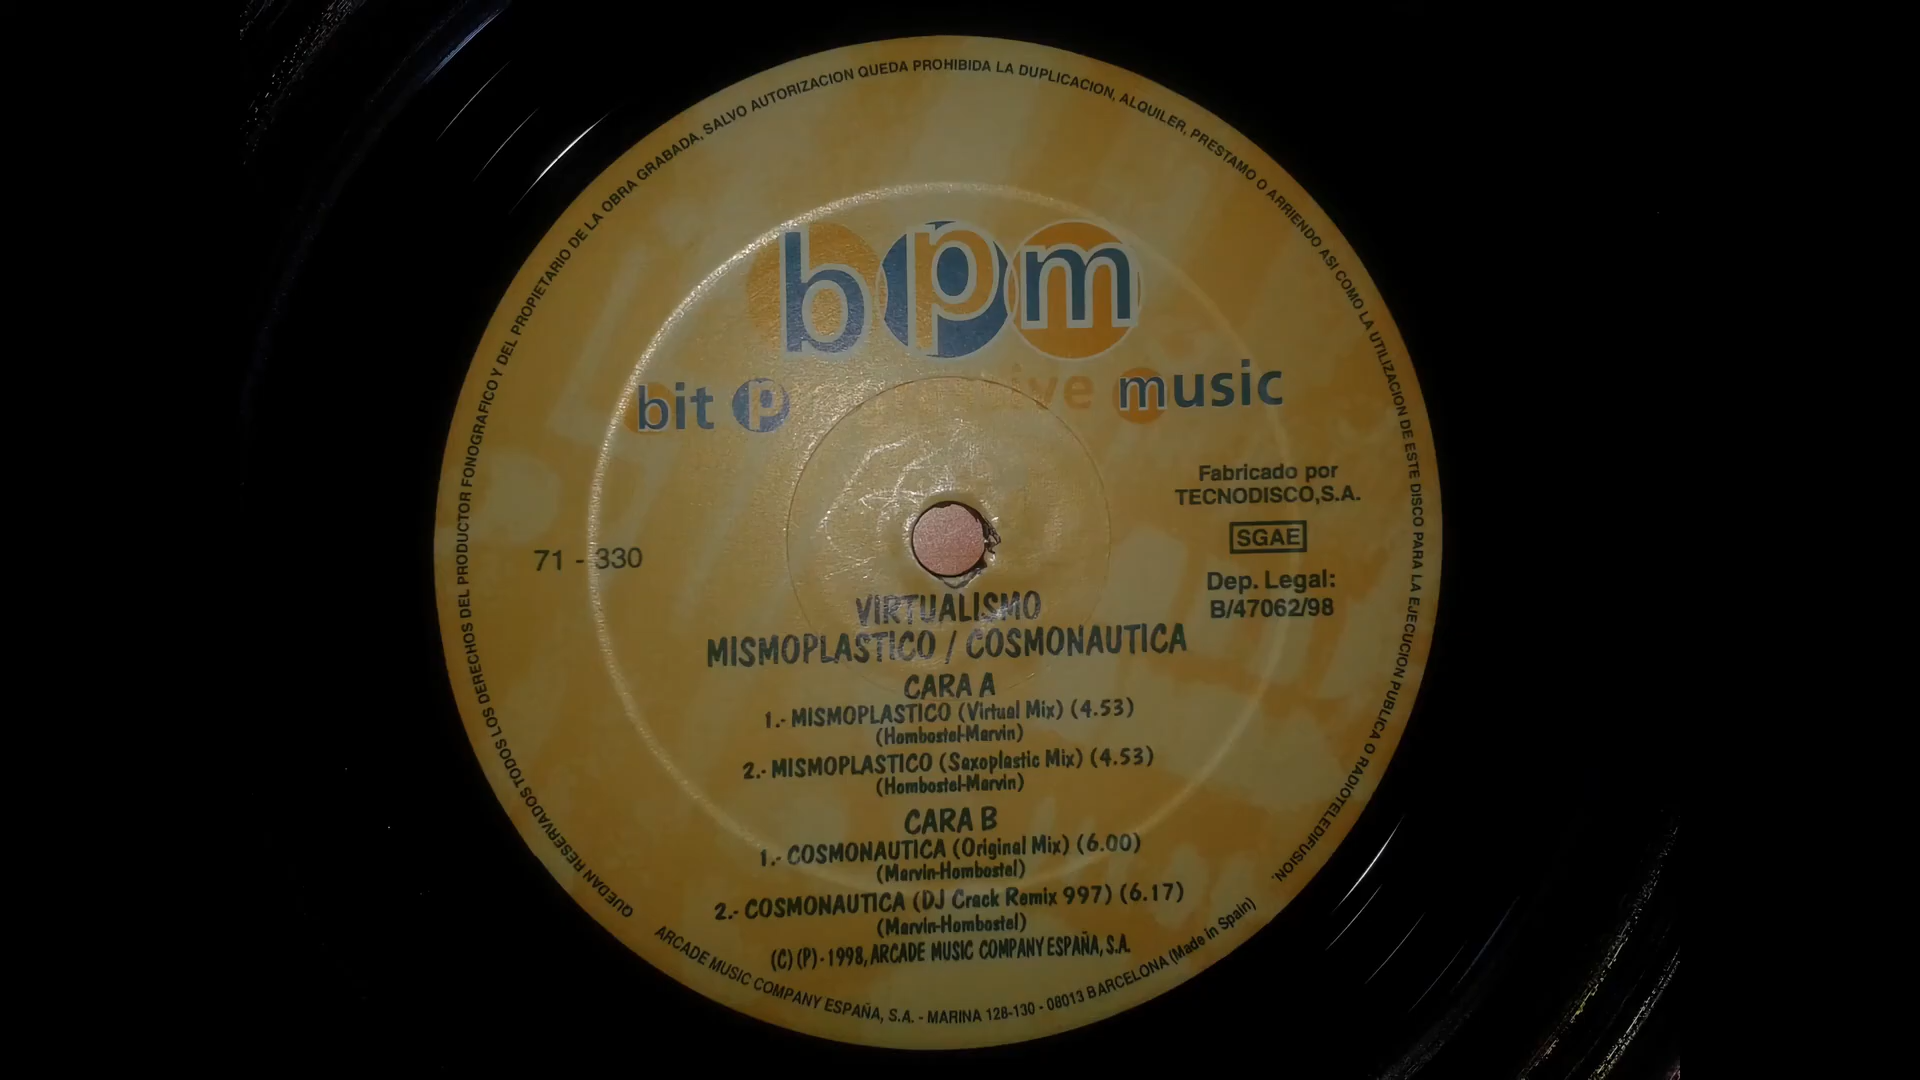 QUEDAN RESERVADOS TODOS LOS DERECHOS DEL PRODUCTOR FONOGRAFICO Y DEL PROPIETARIO DE LA OBRA GRABADA, SALVO AUTORIZACION QUEDA PROHIBIDA LA DUPLICACION, ALQUILER, PRESTAMO O ARRIENDO ASI COMO LA UTILIZACION DE ESTE DISCO PARA LA EJECUCION PUBLICA O RADIOTELEDIFUSION.
bpm
bit p music
Fabricado por
TECNODISCO,S.A.
SGAE
71 - 330
Dep. Legal:
B/47062/98
VIRTUALISMO
MISMOPLASTICO / COSMONAUTICA
CARA A
1.- MISMOPLASTICO (Virtual Mix) (4.53)
(Hombostel-Marvin)
2.- MISMOPLASTICO (Saxoplastic Mix) (4.53)
(Hombostel-Marvin)
CARA B
1.- COSMONAUTICA (Original Mix) (6.00)
(Marvin-Hombostel)
2.- COSMONAUTICA (DJ Crack Remix 997) (6.17)
(Marvin-Hombostel)
(C) (P) - 1998, ARCADE MUSIC COMPANY ESPAÑA, S.A.
ARCADE MUSIC COMPANY ESPAÑA, S.A. - MARINA 128-130 - 08013 BARCELONA (Made in Spain)